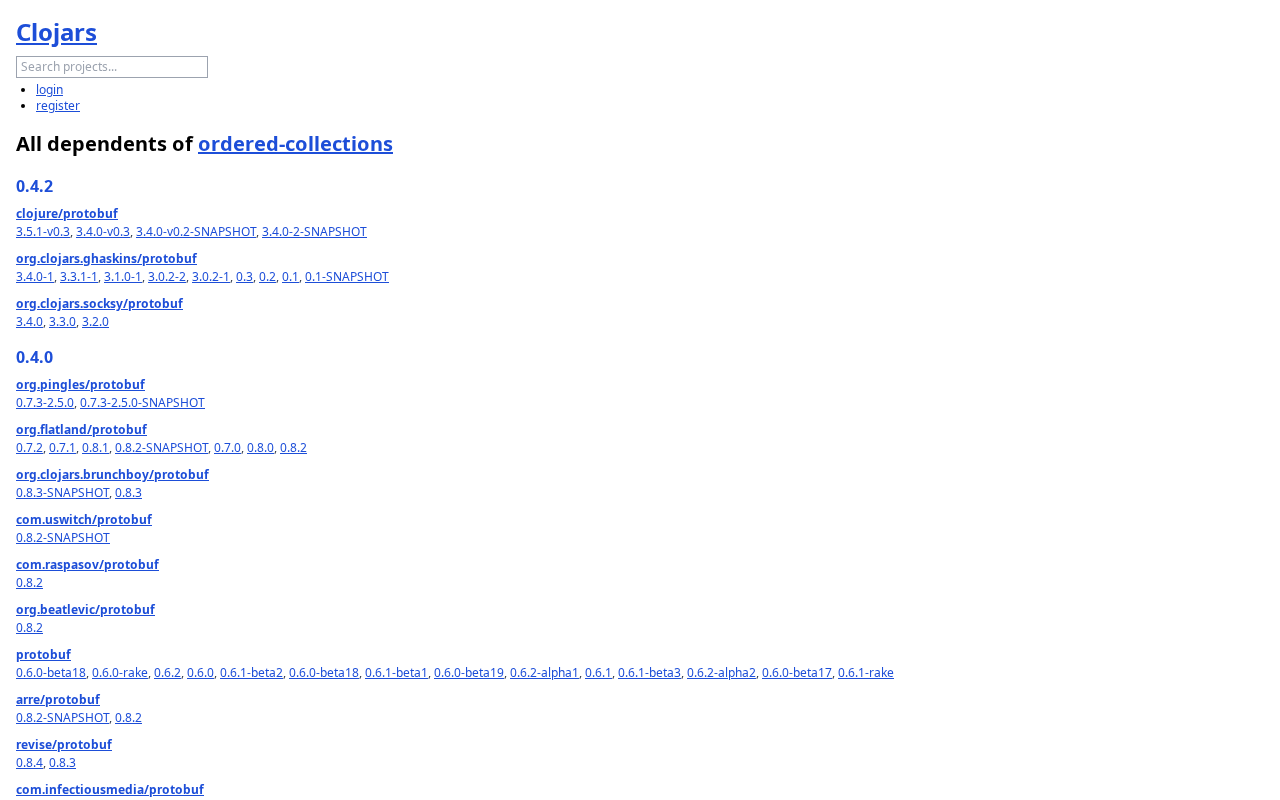 Clojars
Search projects...
login
register
All dependents of ordered-collections
0.4.2
clojure/protobuf
3.5.1-v0.3, 3.4.0-v0.3, 3.4.0-v0.2-SNAPSHOT, 3.4.0-2-SNAPSHOT
org.clojars.ghaskins/protobuf
3.4.0-1, 3.3.1-1, 3.1.0-1, 3.0.2-2, 3.0.2-1, 0.3, 0.2, 0.1, 0.1-SNAPSHOT
org.clojars.socksy/protobuf
3.4.0, 3.3.0, 3.2.0
0.4.0
org.pingles/protobuf
0.7.3-2.5.0, 0.7.3-2.5.0-SNAPSHOT
org.flatland/protobuf
0.7.2, 0.7.1, 0.8.1, 0.8.2-SNAPSHOT, 0.7.0, 0.8.0, 0.8.2
org.clojars.brunchboy/protobuf
0.8.3-SNAPSHOT, 0.8.3
com.uswitch/protobuf
0.8.2-SNAPSHOT
com.raspasov/protobuf
0.8.2
org.beatlevic/protobuf
0.8.2
protobuf
0.6.0-beta18, 0.6.0-rake, 0.6.2, 0.6.0, 0.6.1-beta2, 0.6.0-beta18, 0.6.1-beta1, 0.6.0-beta19, 0.6.2-alpha1, 0.6.1, 0.6.1-beta3, 0.6.2-alpha2, 0.6.0-beta17, 0.6.1-rake
arre/protobuf
0.8.2-SNAPSHOT, 0.8.2
revise/protobuf
0.8.4, 0.8.3
com.infectiousmedia/protobuf